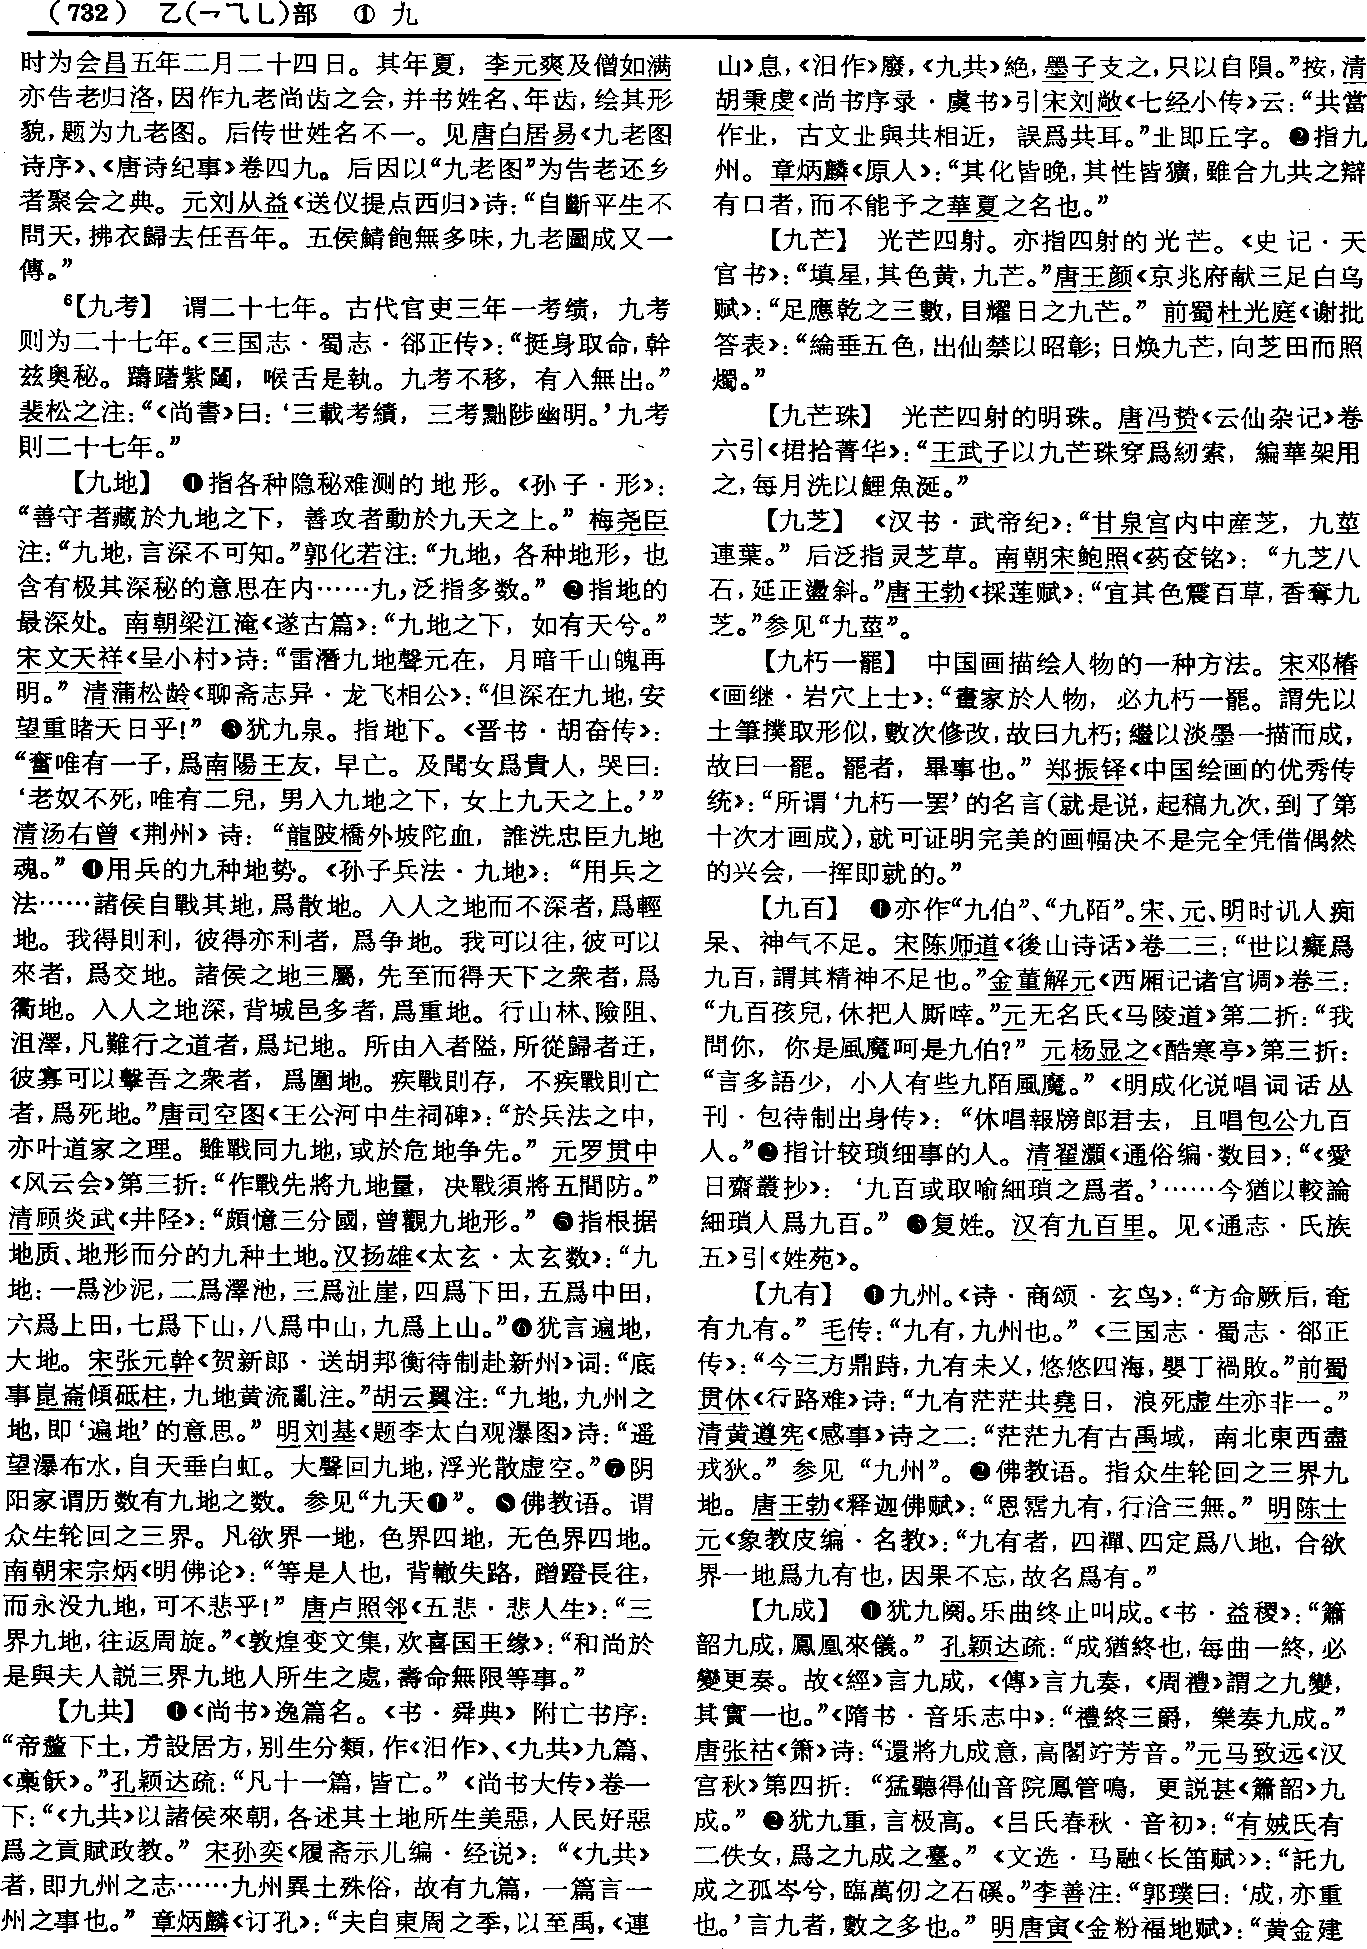 （732） 乙(㇀乁乚)部 ① 九
时为会昌五年二月二十四日。其年夏，李元爽及僧如满
亦告老归洛，因作九老尚齿之会，并书姓名、年齿，绘其形
貌，题为九老图。后传世姓名不一。见唐白居易《九老图
诗序》、《唐诗纪事》卷四九。后因以“九老图”为告老还乡
者聚会之典。元刘从益《送仪提点西归》诗：“自斷平生不
問天，拂衣歸去任吾年。五侯鯖飽無多味，九老圖成又一
傳。”
6【九考】 谓二十七年。古代官吏三年一考绩，九考
则为二十七年。《三国志·蜀志·郤正传》：“挺身取命，幹
兹奥秘。躊躇紫闥，喉舌是執。九考不移，有入無出。”
裴松之注：“《尚書》曰：‘三載考績，三考黜陟幽明。’九考
則二十七年。”
【九地】 ❶指各种隐秘难测的地形。《孙子·形》：
“善守者藏於九地之下，善攻者動於九天之上。”梅尧臣
注：“九地，言深不可知。”郭化若注：“九地，各种地形，也
含有极其深秘的意思在内……九，泛指多数。”❷指地的
最深处。南朝梁江淹《遂古篇》：“九地之下，如有天兮。”
宋文天祥《呈小村》诗：“雷潛九地聲元在，月暗千山魄再
明。”清蒲松龄《聊斋志异·龙飞相公》：“但深在九地，安
望重睹天日乎！”❸犹九泉。指地下。《晋书·胡奋传》：
“奮唯有一子，爲南陽王友，早亡。及聞女爲貴人，哭曰：
‘老奴不死，唯有二兒，男入九地之下，女上九天之上。’”
清汤右曾《荆州》诗：“龍陂橋外坡陀血，誰洗忠臣九地
魂。”❹用兵的九种地势。《孙子兵法·九地》：“用兵之
法……諸侯自戰其地，爲散地。入人之地而不深者，爲輕
地。我得則利，彼得亦利者，爲争地。我可以往，彼可以
來者，爲交地。諸侯之地三屬，先至而得天下之衆者，爲
衢地。入人之地深，背城邑多者，爲重地。行山林、險阻、
沮澤，凡難行之道者，爲圮地。所由入者隘，所從歸者迂，
彼寡可以擊吾之衆者，爲圍地。疾戰則存，不疾戰則亡
者，爲死地。”唐司空图《王公河中生祠碑》：“於兵法之中，
亦叶道家之理。雖戰同九地，或於危地争先。”元罗贯中
《风云会》第三折：“作戰先將九地量，决戰須將五間防。”
清顾炎武《井陉》：“頗憶三分國，曾觀九地形。”❺指根据
地质、地形而分的九种土地。汉扬雄《太玄·太玄数》：“九
地：一爲沙泥，二爲澤池，三爲沚崖，四爲下田，五爲中田，
六爲上田，七爲下山，八爲中山，九爲上山。”❻犹言遍地，
大地。宋张元幹《贺新郎·送胡邦衡待制赴新州》词：“底
事崑崙傾砥柱，九地黄流亂注。”胡云翼注：“九地，九州之
地，即‘遍地’的意思。”明刘基《题李太白观瀑图》诗：“遥
望瀑布水，自天垂白虹。大聲回九地，浮光散虚空。”❼阴
阳家谓历数有九地之数。参见“九天❶”。❽佛教语。谓
众生轮回之三界。凡欲界一地，色界四地，无色界四地。
南朝宋宗炳《明佛论》：“等是人也，背轍失路，蹭蹬長往，
而永没九地，可不悲乎！”唐卢照邻《五悲·悲人生》：“三
界九地，往返周旋。”《敦煌变文集，欢喜国王缘》：“和尚於
是與夫人説三界九地人所生之處，壽命無限等事。”
【九共】 ❶《尚书》逸篇名。《书·舜典》附亡书序：
“帝釐下土，方設居方，别生分類，作《汩作》、《九共》九篇、
《槀飫》。”孔颖达疏：“凡十一篇，皆亡。”《尚书大传》卷一
下：“《九共》以諸侯來朝，各述其土地所生美惡，人民好惡
爲之貢賦政教。”宋孙奕《履斋示儿编·经说》：“《九共》
者，即九州之志……九州異土殊俗，故有九篇，一篇言一
州之事也。”章炳麟《订孔》：“夫自東周之季，以至禹，《連
山》息，《汩作》廢，《九共》絶，墨子支之，只以自隕。”按，清
胡秉虔《尚书序录·虞书》引宋刘敞《七经小传》云：“共當
作㐀，古文㐀與共相近，誤爲共耳。”㐀即丘字。❷指九
州。章炳麟《原人》：“其化皆晚，其性皆獷，雖合九共之辯
有口者，而不能予之華夏之名也。”
【九芒】 光芒四射。亦指四射的光芒。《史记·天
官书》：“填星，其色黄，九芒。”唐王颜《京兆府献三足白乌
赋》：“足應乾之三數，目耀日之九芒。”前蜀杜光庭《谢批
答表》：“綸垂五色，出仙禁以昭彰；日焕九芒，向芝田而照
燭。”
【九芒珠】 光芒四射的明珠。唐冯贽《云仙杂记》卷
六引《捃拾菁华》：“王武子以九芒珠穿爲紉索，編華架用
之，每月洗以鯉魚涎。”
【九芝】 《汉书·武帝纪》：“甘泉宫内中産芝，九莖
連葉。”后泛指灵芝草。南朝宋鲍照《药奁铭》：“九芝八
石，延正盪斜。”唐王勃《採莲赋》：“宜其色震百草，香奪九
芝。”参见“九莖”。
【九朽一罷】 中国画描绘人物的一种方法。宋邓椿
《画继·岩穴上士》：“畫家於人物，必九朽一罷。謂先以
土筆撲取形似，數次修改，故曰九朽；繼以淡墨一描而成，
故曰一罷。罷者，畢事也。”郑振铎《中国绘画的优秀传
统》：“所谓‘九朽一罢’的名言（就是说，起稿九次，到了第
十次才画成），就可证明完美的画幅决不是完全凭借偶然
的兴会，一挥即就的。”
【九百】 ❶亦作“九伯”、“九陌”。宋、元、明时讥人痴
呆、神气不足。宋陈师道《後山诗话》卷二三：“世以癡爲
九百，謂其精神不足也。”金董解元《西厢记诸宫调》卷三：
“九百孩兒，休把人厮啈。”元无名氏《马陵道》第二折：“我
問你，你是風魔呵是九伯？”元杨显之《酷寒亭》第三折：
“言多語少，小人有些九陌風魔。”《明成化说唱词话丛
刊·包待制出身传》：“休唱報牓郎君去，且唱包公九百
人。”❷指计较琐细事的人。清翟灏《通俗编·数目》：“《愛
日齋叢抄》：‘九百或取喻細瑣之爲者。’……今猶以較論
細瑣人爲九百。”❸复姓。汉有九百里。见《通志·氏族
五》引《姓苑》。
【九有】 ❶九州。《诗·商颂·玄鸟》：“方命厥后，奄
有九有。”毛传：“九有，九州也。”《三国志·蜀志·郤正
传》：“今三方鼎跱，九有未乂，悠悠四海，嬰丁禍敗。”前蜀
贯休《行路难》诗：“九有茫茫共堯日，浪死虚生亦非一。”
清黄遵宪《感事》诗之二：“茫茫九有古禹域，南北東西盡
戎狄。”参见“九州”。❷佛教语。指众生轮回之三界九
地。唐王勃《释迦佛赋》：“恩霑九有，行洽三無。”明陈士
元《象教皮编·名教》：“九有者，四禪、四定爲八地，合欲
界一地爲九有也，因果不忘，故名爲有。”
【九成】 ❶犹九阕。乐曲终止叫成。《书·益稷》：“簫
韶九成，鳳凰來儀。”孔颖达疏：“成猶終也，每曲一終，必
變更奏。故《經》言九成，《傳》言九奏，《周禮》謂之九變，
其實一也。”《隋书·音乐志中》：“禮終三爵，樂奏九成。”
唐张祜《箫》诗：“還將九成意，高閣竚芳音。”元马致远《汉
宫秋》第四折：“猛聽得仙音院鳳管鳴，更説甚《簫韶》九
成。”❷犹九重，言极高。《吕氏春秋·音初》：“有娀氏有
二佚女，爲之九成之臺。”《文选·马融〈长笛赋〉》：“託九
成之孤岑兮，臨萬仞之石磎。”李善注：“郭璞曰：‘成，亦重
也。’言九者，數之多也。”明唐寅《金粉福地赋》：“黄金建